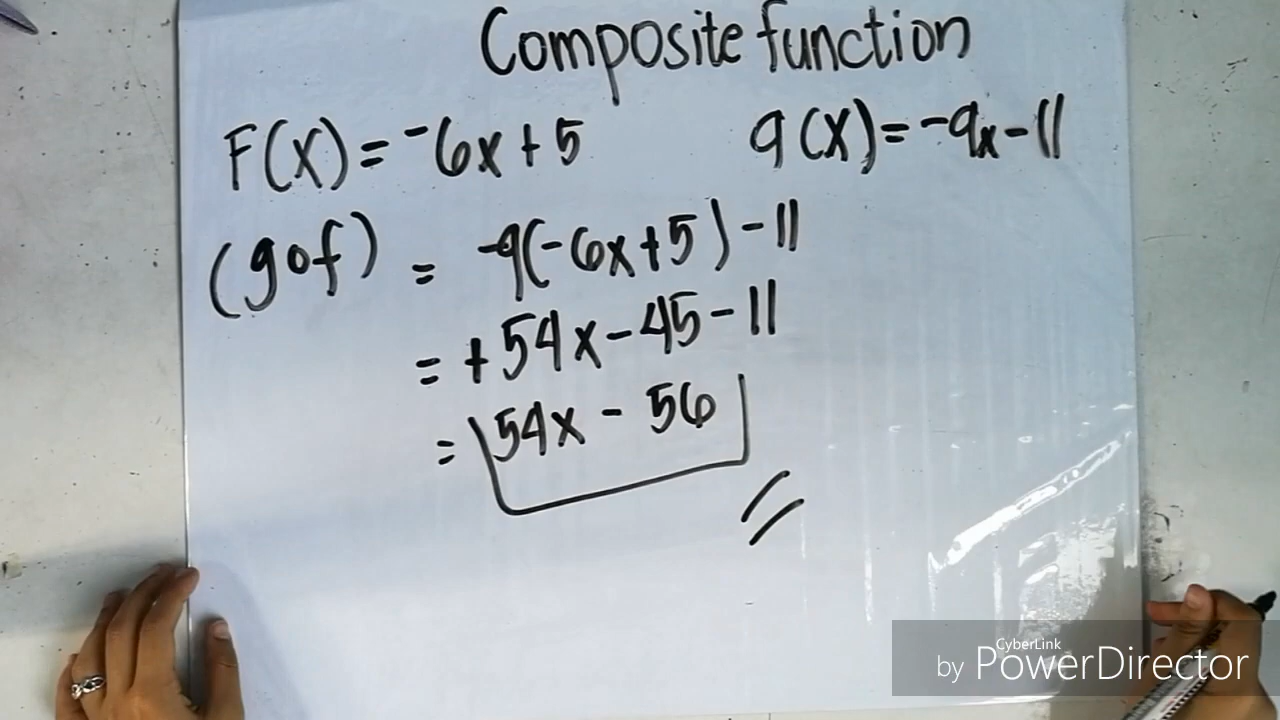 Composite function
F(x) = -6x + 5 g(x) = -9x - 11
(gof) = -9(-6x+5) - 11
= +54x - 45 - 11
= 54x - 56
CyberLink
by PowerDirector